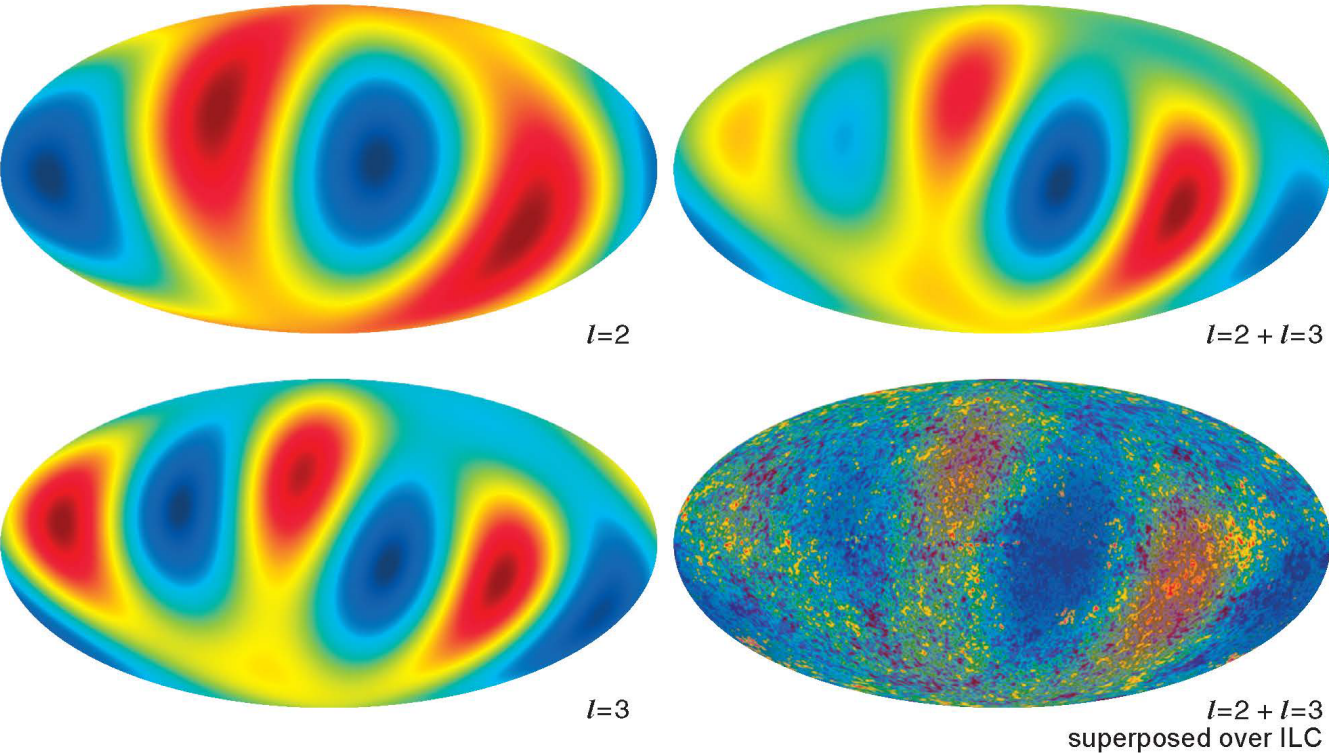 l=2
l=2 + l=3
l=3
l=2 + l=3
superposed over ILC